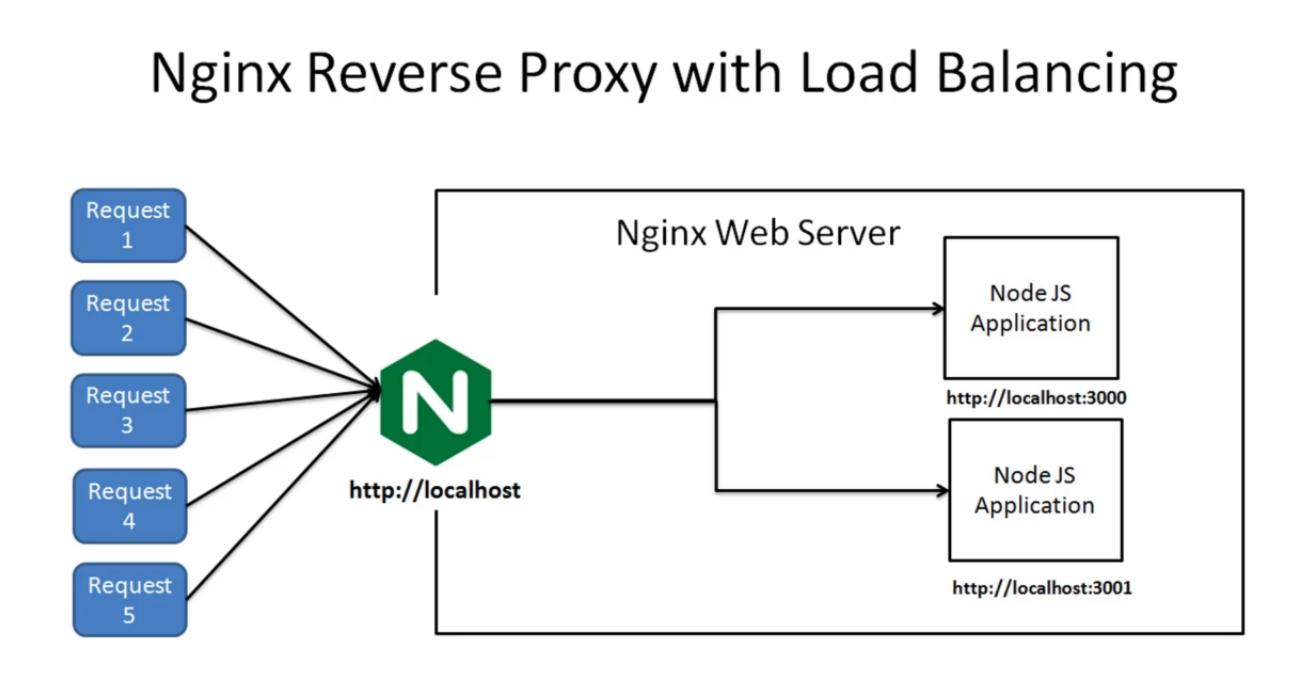 Nginx Reverse Proxy with Load Balancing
Request
1
Request
2
Request
3
Request
4
Request
5
N
http://localhost
Nginx Web Server
Node JS
Application
http://localhost:3000
Node JS
Application
http://localhost:3001